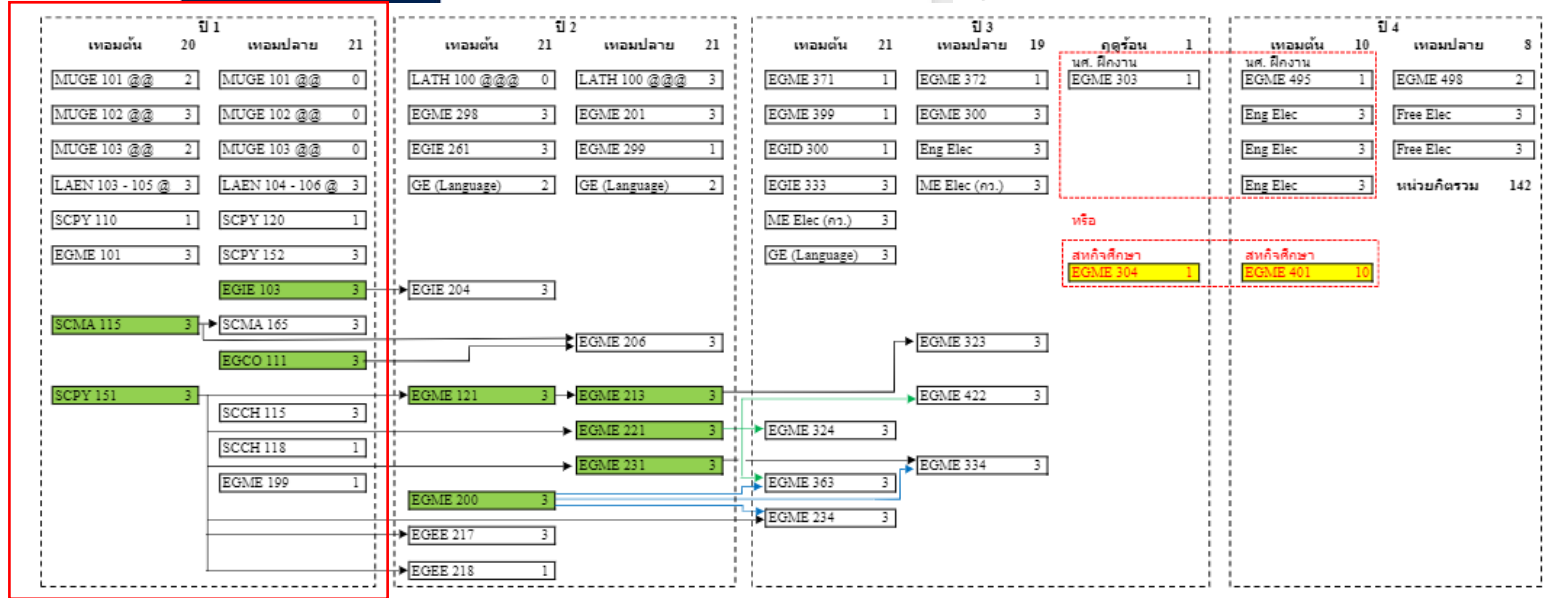 ปี 1
เทอมต้น 20 เทอมปลาย 21
MUGE 101 @@ 2 MUGE 101 @@ 0
MUGE 102 @@ 3 MUGE 102 @@ 0
MUGE 103 @@ 2 MUGE 103 @@ 0
LAEN 103 - 105 @ 3 LAEN 104 - 106 @ 3
SCPY 110 1 SCPY 120 1
EGME 101 3 SCPY 152 3
EGIE 103 3
SCMA 115 3 SCMA 165 3
EGCO 111 3
SCPY 151 3
SCCH 115 3
SCCH 118 1
EGME 199 1
ปี 2
เทอมต้น 21 เทอมปลาย 21
LATH 100 @@@ 0 LATH 100 @@@ 3
EGME 298 3 EGME 201 3
EGIE 261 3 EGME 299 1
GE (Language) 2 GE (Language) 2
EGIE 204 3
EGME 206 3
EGME 121 3 EGME 213 3
EGME 221 3
EGME 231 3
EGME 200 3
EGEE 217 3
EGEE 218 1
ปี 3
เทอมต้น 21 เทอมปลาย 19 ฤดูร้อน 1
นศ. ฝึกงาน
EGME 371 1 EGME 372 1 EGME 303 1
EGME 399 1 EGME 300 3
EGID 300 1 Eng Elec 3
EGIE 333 3 ME Elec (คว.) 3
ME Elec (คว.) 3 หรือ
GE (Language) 3 สหกิจศึกษา
EGME 304 1
EGME 323 3
EGME 422 3
EGME 324 3
EGME 334 3
EGME 363 3
EGME 234 3
ปี 4
เทอมต้น 10 เทอมปลาย 8
นศ. ฝึกงาน
EGME 495 1 EGME 498 2
Eng Elec 3 Free Elec 3
Eng Elec 3 Free Elec 3
Eng Elec 3 หน่วยกิตรวม 142
สหกิจศึกษา
EGME 401 10